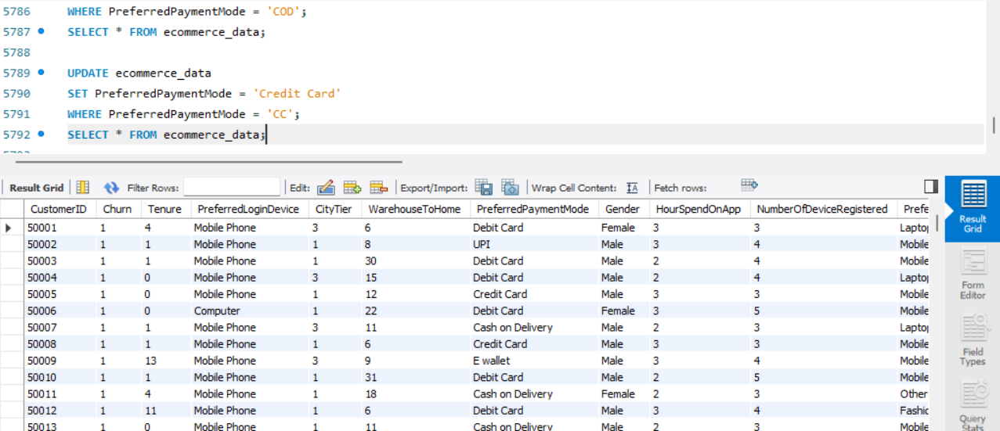 5786 WHERE PreferredPaymentMode = 'COD';
5787 SELECT * FROM ecommerce_data;
5788
5789 UPDATE ecommerce_data
5790 SET PreferredPaymentMode = 'Credit Card'
5791 WHERE PreferredPaymentMode = 'CC';
5792 SELECT * FROM ecommerce_data;
Result Grid Filter Rows: Edit: Export/Import: Wrap Cell Content: IA Fetch rows:
CustomerID Churn Tenure PreferredLoginDevice CityTier WarehouseToHome PreferredPaymentMode Gender HourSpendOnApp NumberOfDeviceRegistered Prefe
50001 1 4 Mobile Phone 3 6 Debit Card Female 3 3 Laptop
50002 1 1 Mobile Phone 1 8 UPI Male 3 4 Mobile
50003 1 1 Mobile Phone 1 30 Debit Card Male 2 4 Mobile
50004 1 0 Mobile Phone 3 15 Debit Card Male 2 4 Laptop
50005 1 0 Mobile Phone 1 12 Credit Card Male 3 3 Mobile
50006 1 0 Computer 1 22 Debit Card Female 3 5 Mobile
50007 1 1 Mobile Phone 3 11 Cash on Delivery Male 2 3 Laptop
50008 1 1 Mobile Phone 1 6 Credit Card Male 3 3 Mobile
50009 1 13 Mobile Phone 3 9 E wallet Male 3 4 Mobile
50010 1 1 Mobile Phone 1 31 Debit Card Male 2 5 Mobile
50011 1 4 Mobile Phone 1 18 Cash on Delivery Female 2 3 Other
50012 1 11 Mobile Phone 1 6 Debit Card Male 3 4 Fashic
50013 1 0 Mobile Phone 1 11 Cash on Delivery Male 2 3 Mobile
Result
Grid
Form
Editor
Field
Types
Query
Stats